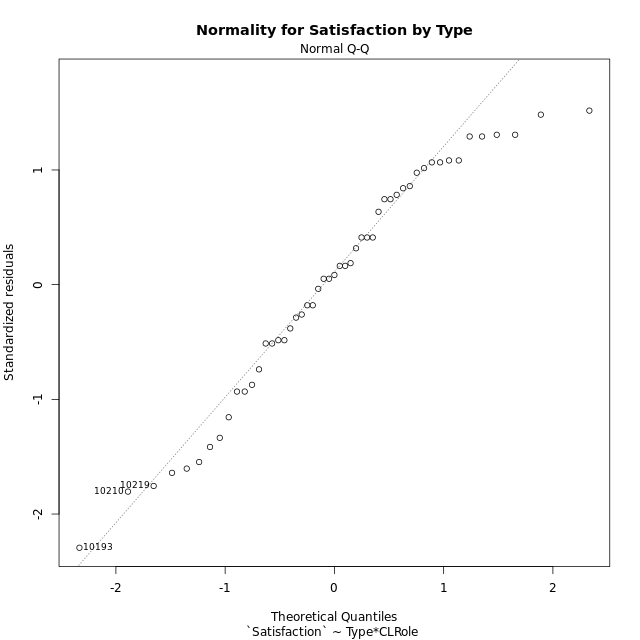 Normality for Satisfaction by Type
Normal Q-Q
Standardized residuals
1
0
-1
-2
10219
10210
10193
-2 -1 0 1 2
Theoretical Quantiles
`Satisfaction` ~ Type*CLRole